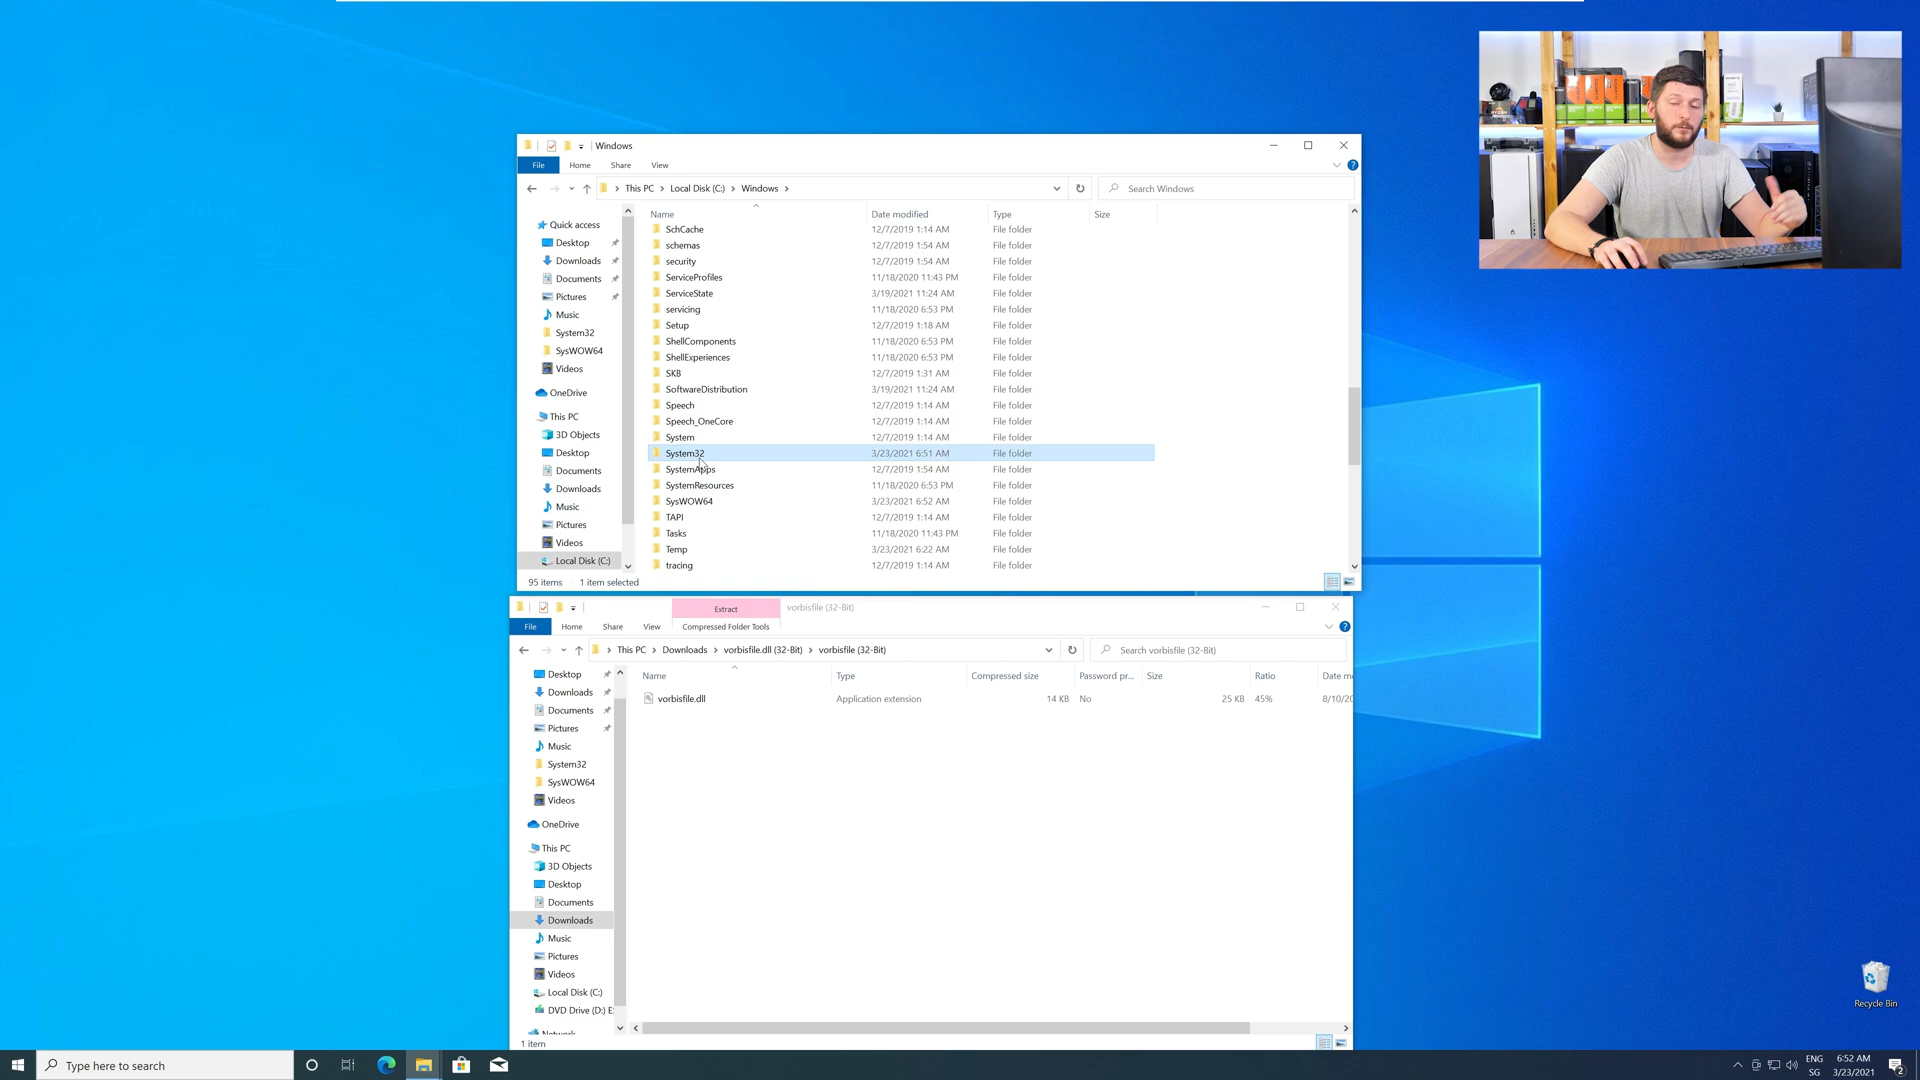 Windows
File Home Share View
This PC Local Disk (C:) Windows
Search Windows
Name Date modified Type Size
Quick access
Desktop
Downloads
Documents
Pictures
Music
System32
SysWOW64
Videos
OneDrive
This PC
3D Objects
Desktop
Documents
Downloads
Music
Pictures
Videos
Local Disk (C:)
SchCache 12/7/2019 1:14 AM File folder
schemas 12/7/2019 1:54 AM File folder
security 12/7/2019 1:54 AM File folder
ServiceProfiles 11/18/2020 11:43 PM File folder
ServiceState 3/19/2021 11:24 AM File folder
servicing 11/18/2020 6:53 PM File folder
Setup 12/7/2019 1:18 AM File folder
ShellComponents 11/18/2020 6:53 PM File folder
ShellExperiences 11/18/2020 6:53 PM File folder
SKB 12/7/2019 1:31 AM File folder
SoftwareDistribution 3/19/2021 11:24 AM File folder
Speech 12/7/2019 1:14 AM File folder
Speech_OneCore 12/7/2019 1:14 AM File folder
System 12/7/2019 1:14 AM File folder
System32 3/23/2021 6:51 AM File folder
SystemApps 12/7/2019 1:54 AM File folder
SystemResources 11/18/2020 6:53 PM File folder
SysWOW64 3/23/2021 6:52 AM File folder
TAPI 12/7/2019 1:14 AM File folder
Tasks 11/18/2020 11:43 PM File folder
Temp 3/23/2021 6:22 AM File folder
tracing 12/7/2019 1:14 AM File folder
95 items 1 item selected
Extract vorbisfile (32-Bit)
File Home Share View Compressed Folder Tools
This PC Downloads vorbisfile.dll (32-Bit) vorbisfile (32-Bit)
Search vorbisfile (32-Bit)
Name Type Compressed size Password pr... Size Ratio Date m
vorbisfile.dll Application extension 14 KB No 25 KB 45% 8/10/20
Desktop
Downloads
Documents
Pictures
Music
System32
SysWOW64
Videos
OneDrive
This PC
3D Objects
Desktop
Documents
Downloads
Music
Pictures
Videos
Local Disk (C:)
DVD Drive (D:) E
Network
1 item
Recycle Bin
Type here to search
ENG
SG
6:52 AM
3/23/2021
2